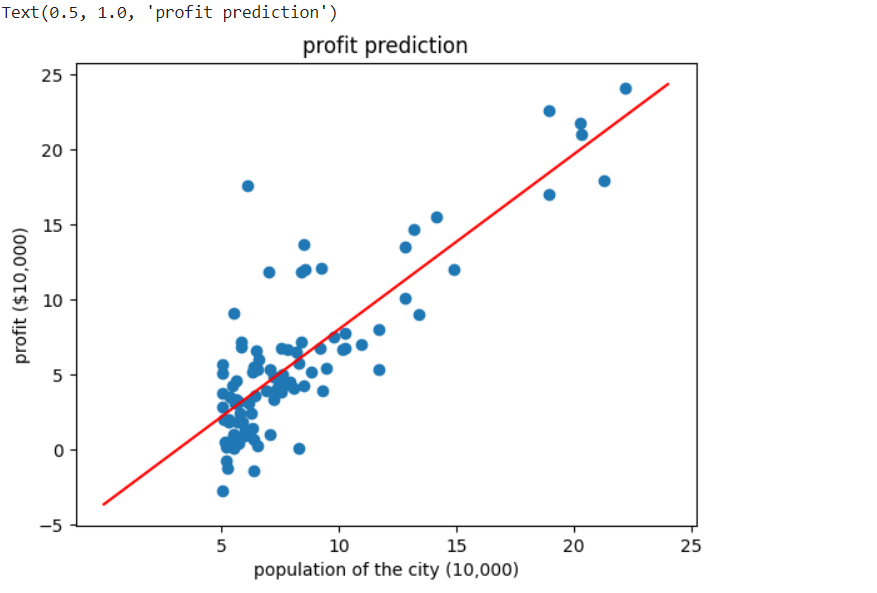 Text(0.5, 1.0, 'profit prediction')
profit prediction
25
20
15
10
5
0
−5
profit ($10,000)
5 10 15 20 25
population of the city (10,000)